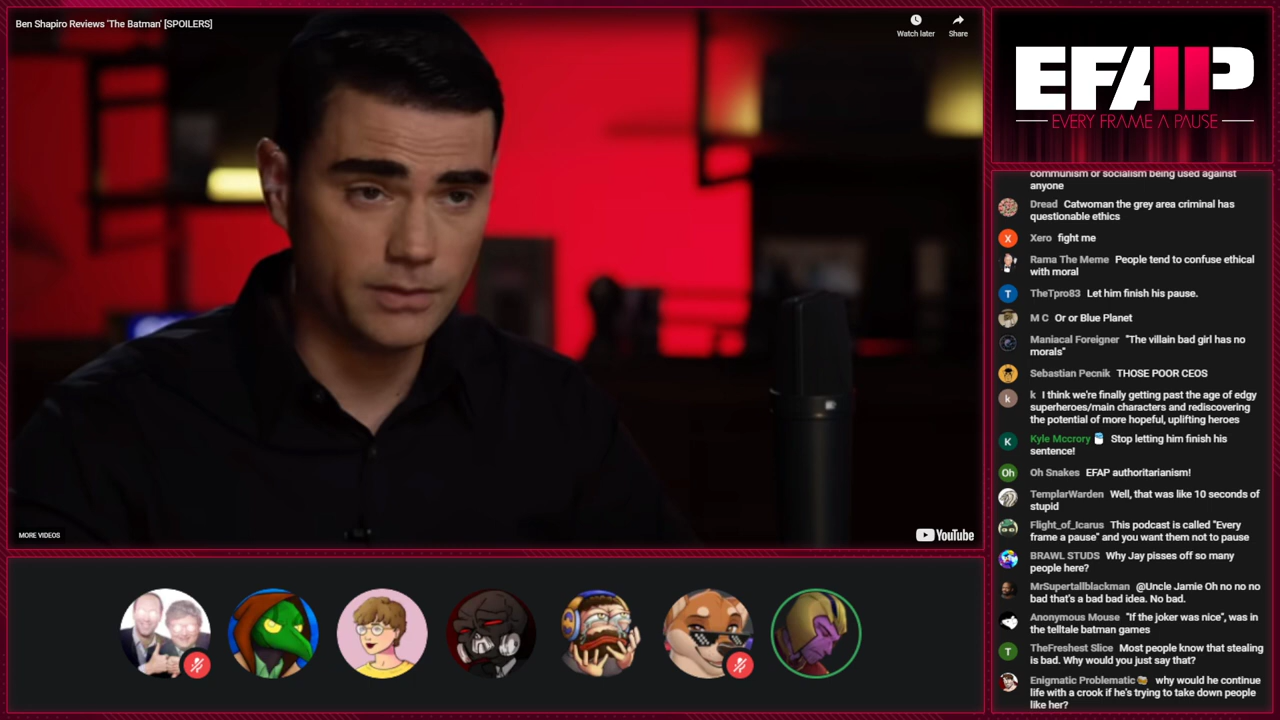 Ben Shapiro Reviews 'The Batman' [SPOILERS]
Watch later
Share
MORE VIDEOS
YouTube
EFAP
EVERY FRAME A PAUSE
communism or socialism being used against
anyone
Dread Catwoman the grey area criminal has
questionable ethics
X
Xero fight me
Rama The Meme People tend to confuse ethical
with moral
T
TheTpro83 Let him finish his pause.
M C Or or Blue Planet
Maniacal Foreigner "The villain bad girl has no
morals"
Sebastian Pecnik THOSE POOR CEOS
k
k I think we're finally getting past the age of edgy
superheroes/main characters and rediscovering
the potential of more hopeful, uplifting heroes
K
Kyle Mccrory Stop letting him finish his
sentence!
Oh
Oh Snakes EFAP authoritarianism!
TemplarWarden Well, that was like 10 seconds of
stupid
Flight_of_Icarus This podcast is called "Every
frame a pause" and you want them not to pause
BRAWL STUDS Why Jay pisses off so many
people here?
MrSupertallblackman @Uncle Jamie Oh no no no
bad that's a bad bad idea. No bad.
Anonymous Mouse "If the joker was nice", was in
the telltale batman games
T
TheFreshest Slice Most people know that stealing
is bad. Why would you just say that?
Enigmatic Problematic why would he continue
life with a crook if he's trying to take down people
like her?